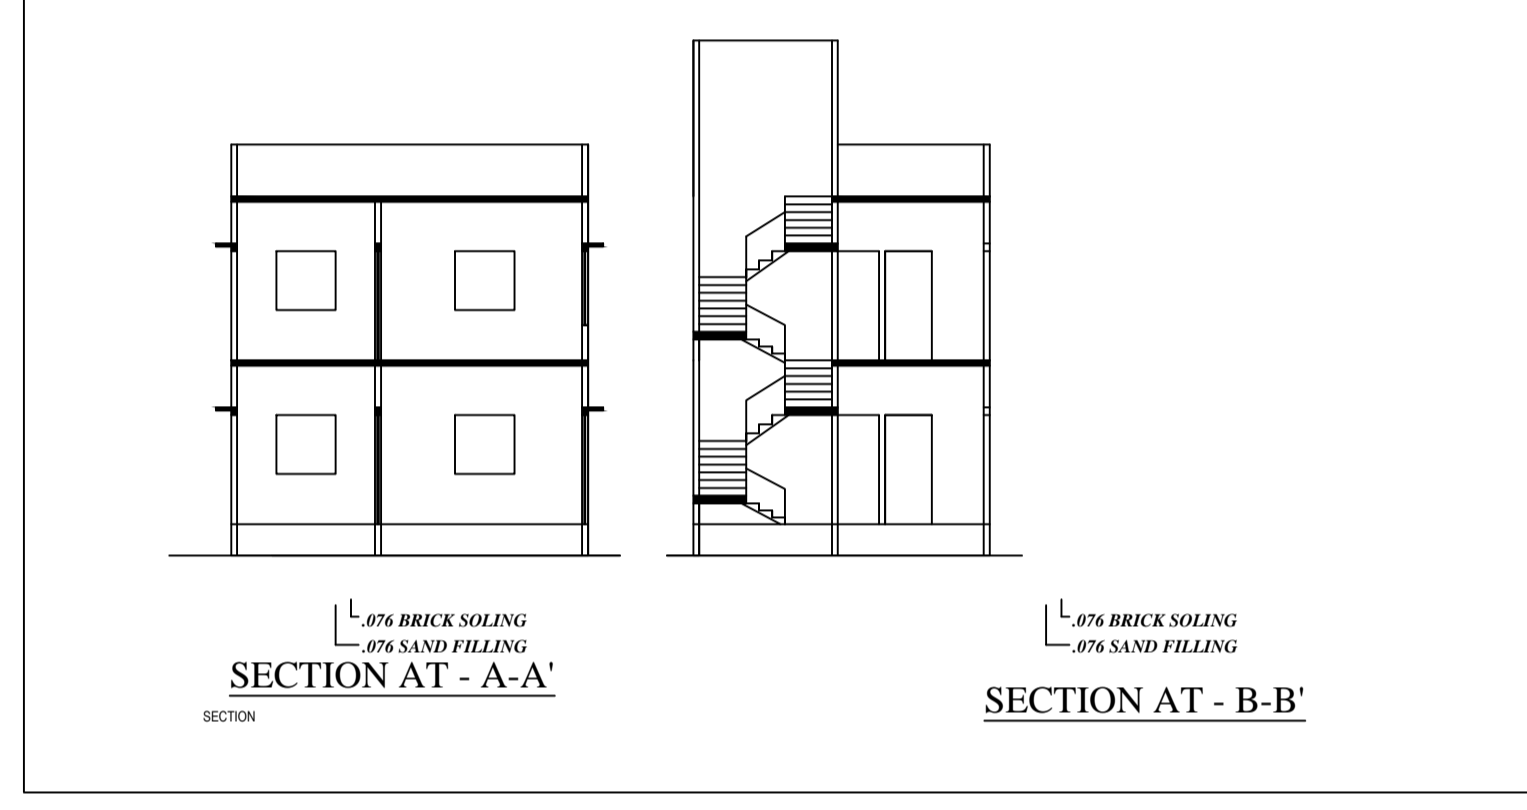 .076 BRICK SOLING
.076 SAND FILLING
SECTION AT - A-A'
SECTION
.076 BRICK SOLING
.076 SAND FILLING
SECTION AT - B-B'